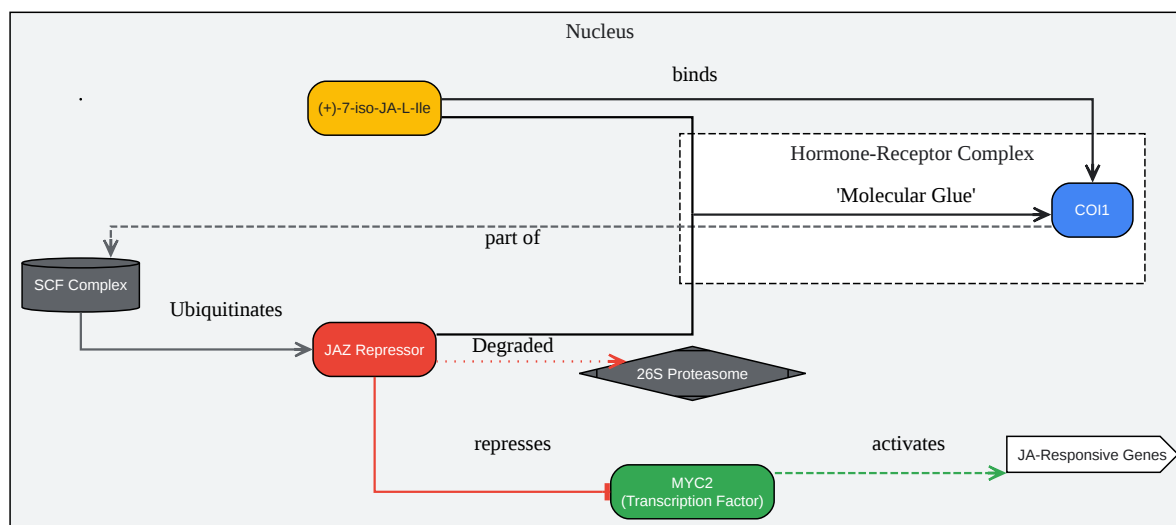 Nucleus
binds
(+)-7-iso-JA-L-Ile
Hormone-Receptor Complex
'Molecular Glue'
COI1
part of
SCF Complex
Ubiquitinates
JAZ Repressor
Degraded
26S Proteasome
represses
activates
JA-Responsive Genes
MYC2
(Transcription Factor)